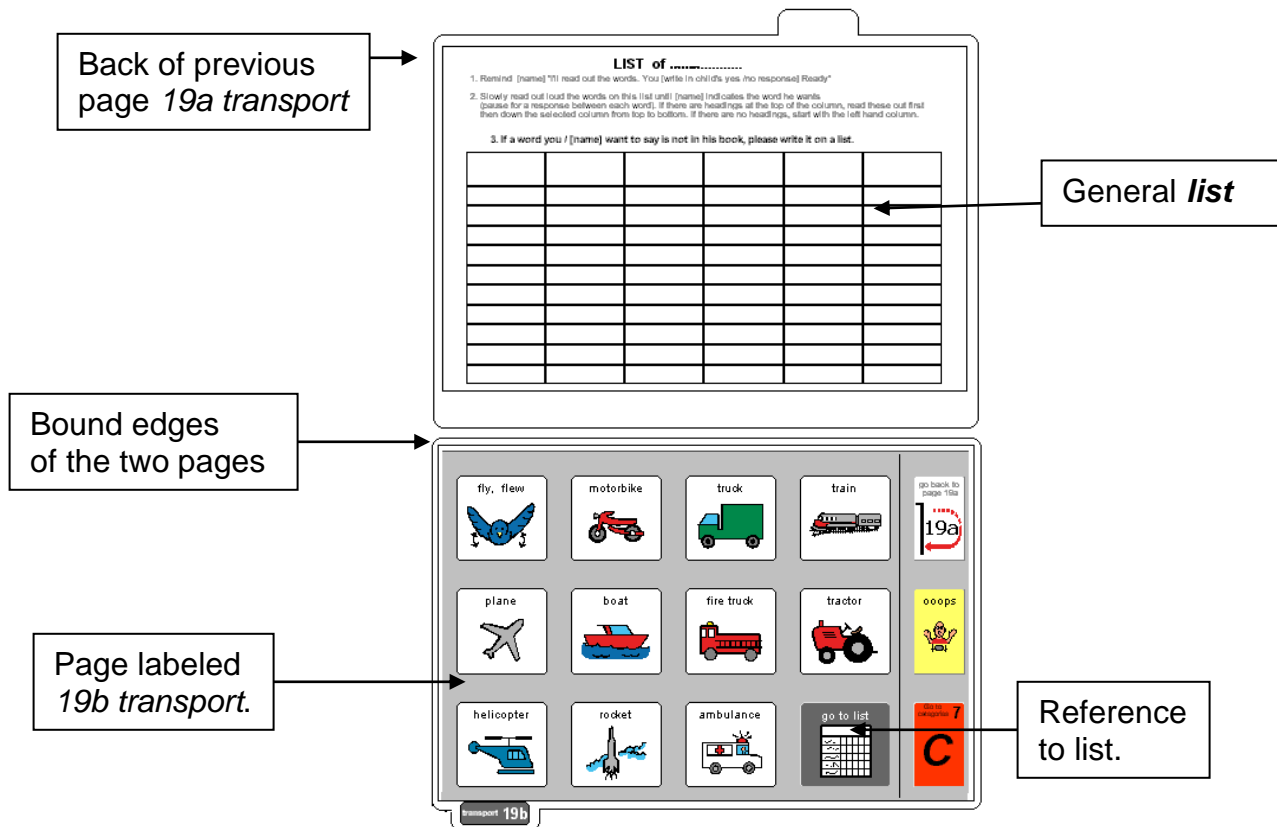 Back of previous
page 19a transport
LIST of ..................
1. Remind [name] "I'll read out the words. You [write in child's yes /no response] Ready"
2. Slowly read out loud the words on this list until [name] indicates the word he wants
(pause for a response between each word). If there are headings at the top of the column, read these out first
then down the selected column from top to bottom. If there are no headings, start with the left hand column.
3. If a word you / [name] want to say is not in his book, please write it on a list.
General list
Bound edges
of the two pages
fly, flew
motorbike
truck
train
go back to
page 19a
19a
plane
boat
fire truck
tractor
ooops
Page labeled
19b transport.
helicopter
rocket
ambulance
go to list
Go to
categories 7
C
Reference
to list.
transport 19b